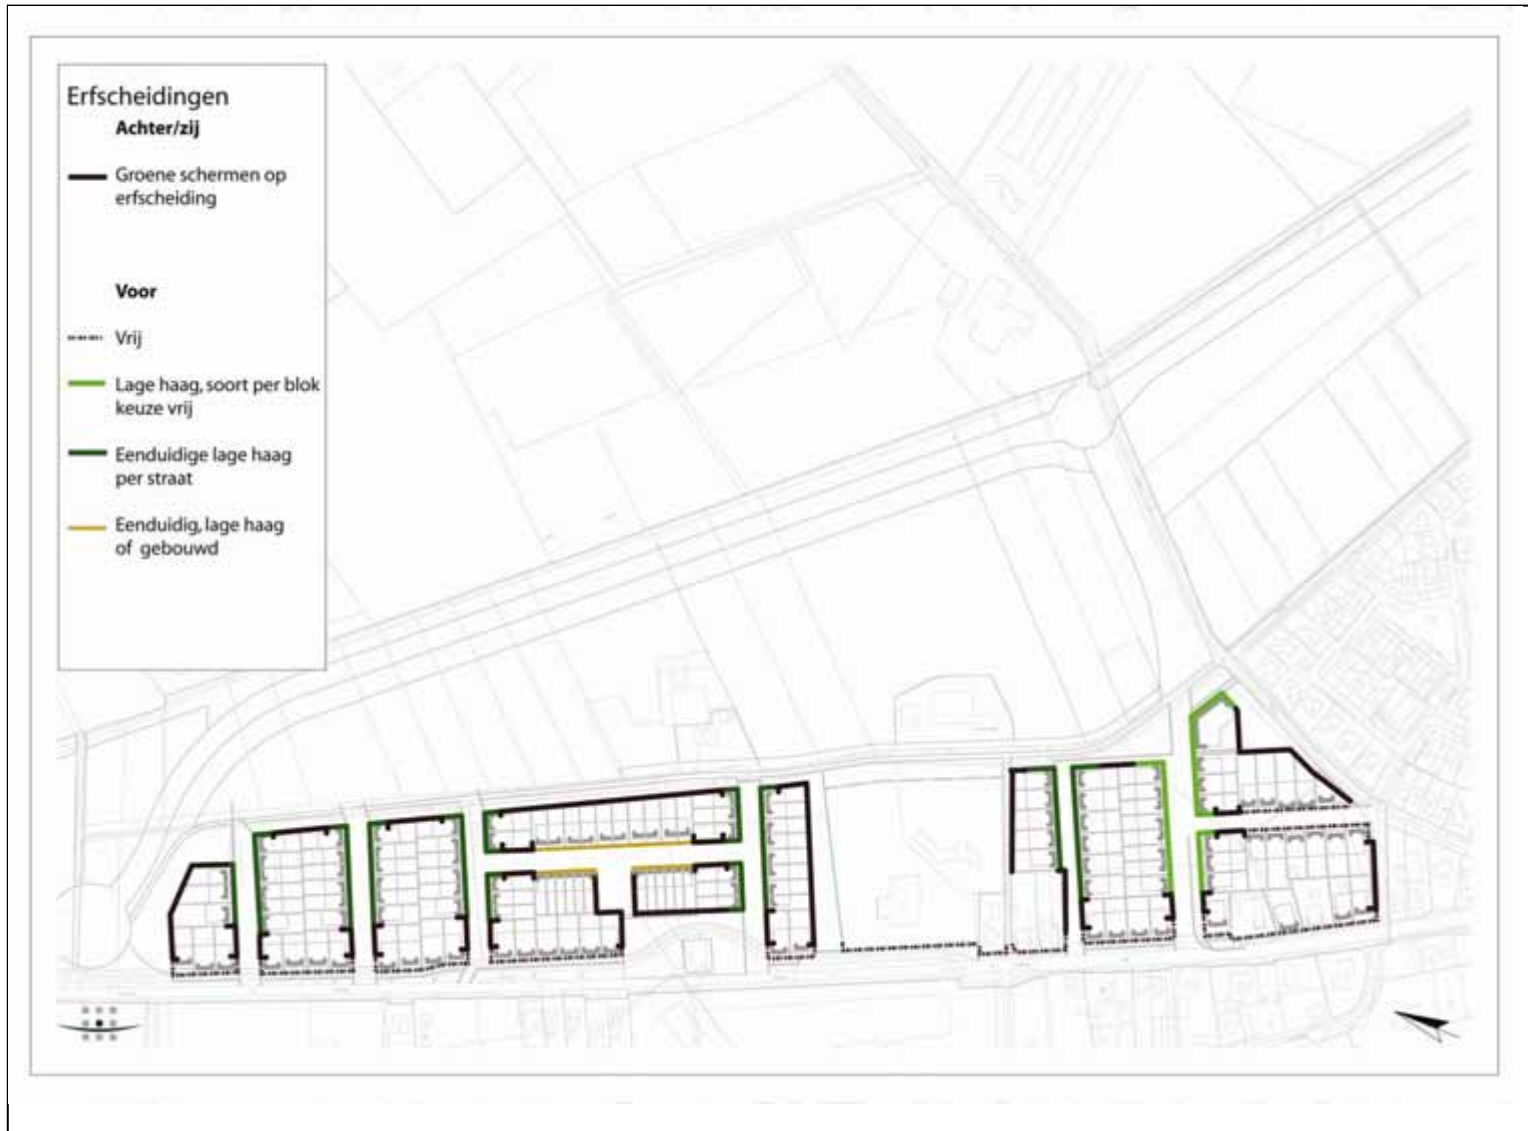 Erfscheidingen
Achter/zij
Groene schermen op
erfscheiding
Voor
Vrij
Lage haag, soort per blok
keuze vrij
Eenduidige lage haag
per straat
Eenduidig, lage haag
of gebouwd